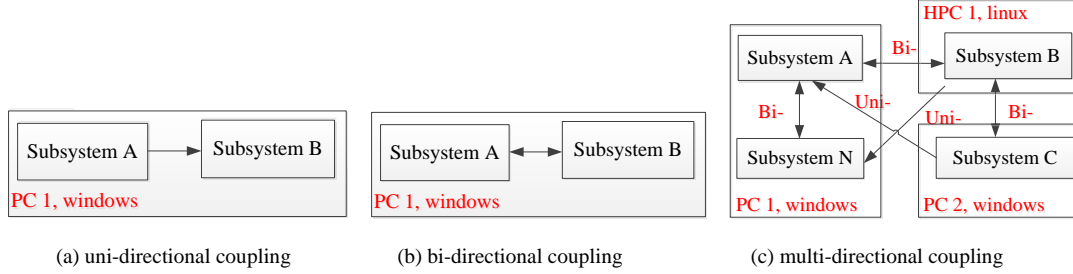 Subsystem A
Subsystem B
PC 1, windows
(a) uni-directional coupling
Subsystem A
Subsystem B
PC 1, windows
(b) bi-directional coupling
HPC 1, linux
Subsystem A
Bi-
Subsystem B
Uni-
Bi-
Uni-
Bi-
Subsystem N
Subsystem C
PC 1, windows
PC 2, windows
(c) multi-directional coupling